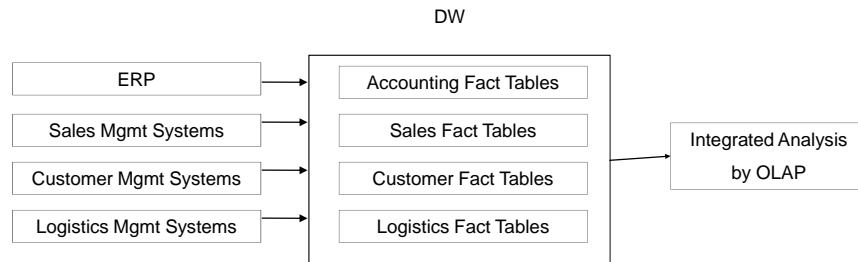 DW
ERP
Accounting Fact Tables
Sales Mgmt Systems
Sales Fact Tables
Integrated Analysis
by OLAP
Customer Mgmt Systems
Customer Fact Tables
Logistics Mgmt Systems
Logistics Fact Tables